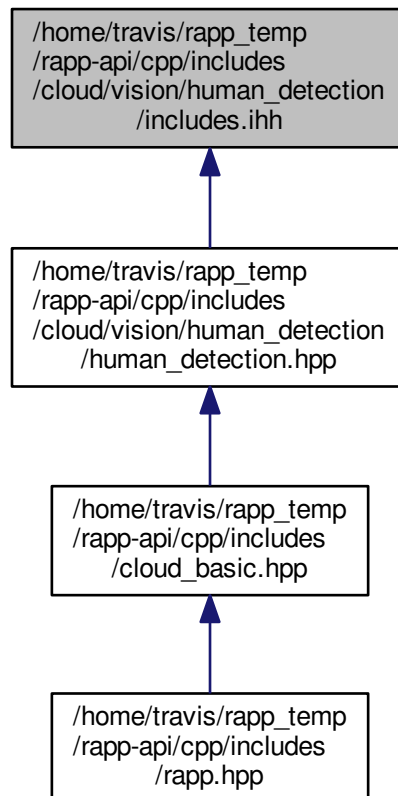 /home/travis/rapp_temp
/rapp-api/cpp/includes
/cloud/vision/human_detection
/includes.ihh
/home/travis/rapp_temp
/rapp-api/cpp/includes
/cloud/vision/human_detection
/human_detection.hpp
/home/travis/rapp_temp
/rapp-api/cpp/includes
/cloud_basic.hpp
/home/travis/rapp_temp
/rapp-api/cpp/includes
/rapp.hpp